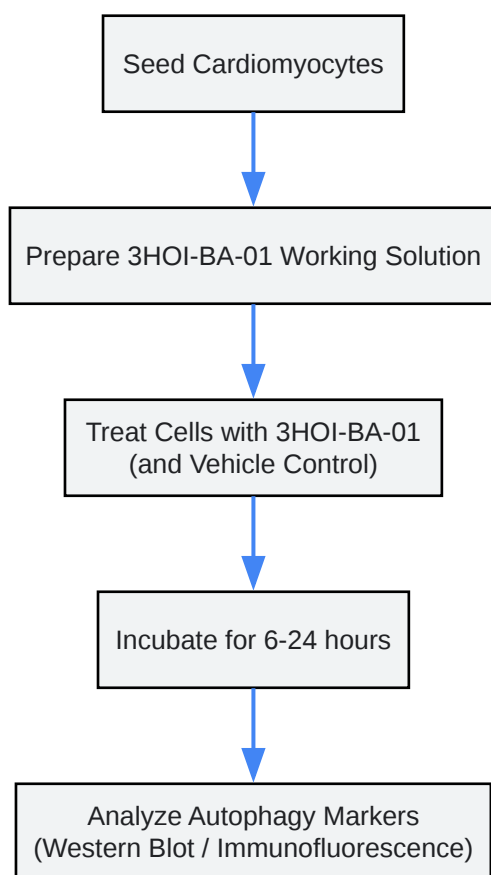 Seed Cardiomyocytes
Prepare 3HOI-BA-01 Working Solution
Treat Cells with 3HOI-BA-01
(and Vehicle Control)
Incubate for 6-24 hours
Analyze Autophagy Markers
(Western Blot / Immunofluorescence)